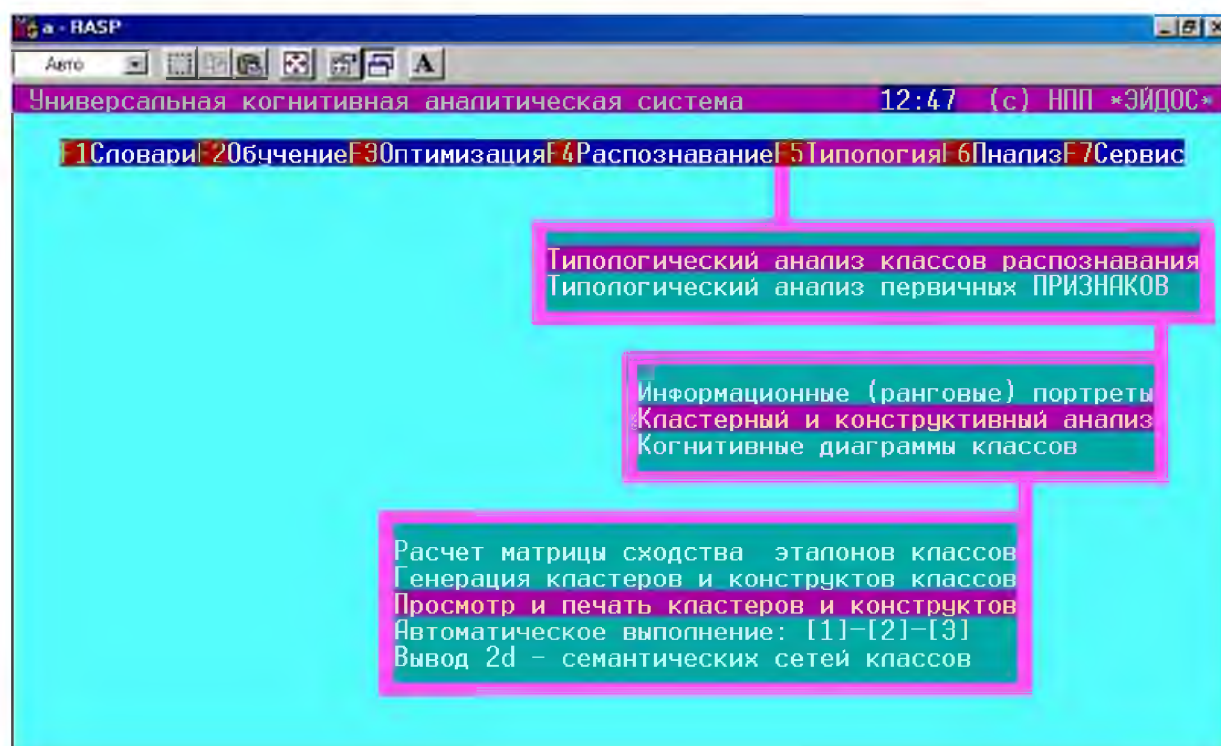 a - RASP
Авто
A
Универсальная когнитивная аналитическая система 12:47 (c) НПП *ЭЙДОС*
F1Словари F2Обучение F3Оптимизация F4Распознавание F5Типология F6Пнализ F7Сервис
Типологический анализ классов распознавания
Типологический анализ первичных ПРИЗНАКОВ
Информационные (ранговые) портреты
Кластерный и конструктивный анализ
Когнитивные диаграммы классов
Расчет матрицы сходства эталонов классов
Генерация кластеров и конструктов классов
Просмотр и печать кластеров и конструктов
Автоматическое выполнение: [1]-[2]-[3]
Вывод 2d - семантических сетей классов